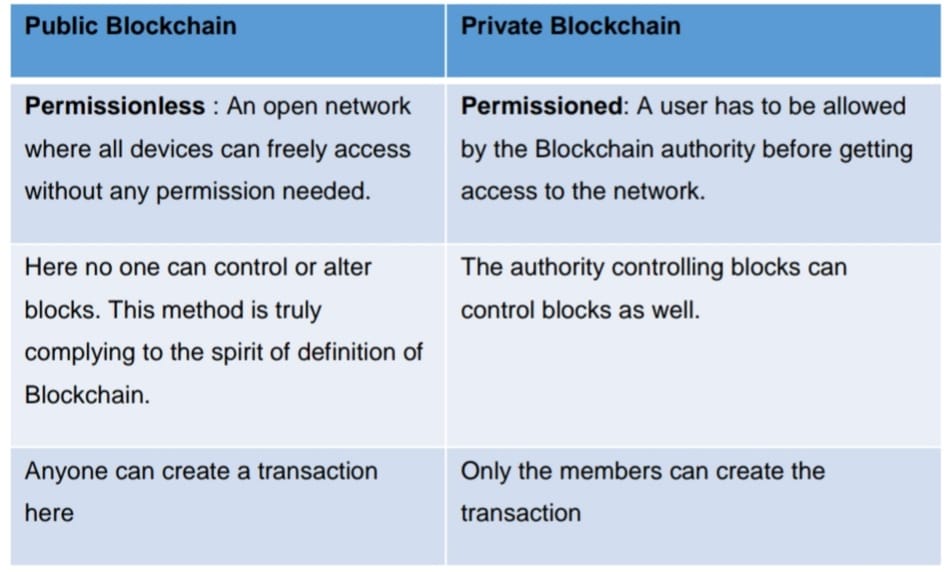 Public Blockchain
Private Blockchain
Permissionless : An open network
where all devices can freely access
without any permission needed.
Permissioned: A user has to be allowed
by the Blockchain authority before getting
access to the network.
Here no one can control or alter
blocks. This method is truly
complying to the spirit of definition of
Blockchain.
The authority controlling blocks can
control blocks as well.
Anyone can create a transaction
here
Only the members can create the
transaction